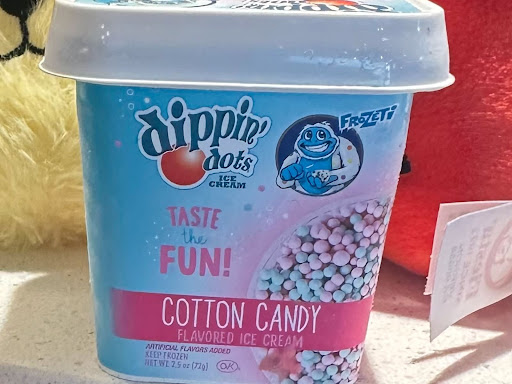 dippin' dots
ICE
CREAM
FROZETI
TASTE
the
FUN!
COTTON CANDY
FLAVORED ICE CREAM
ARTIFICIAL FLAVORS ADDED
KEEP FROZEN
NET WT 2.5 oz (72g)